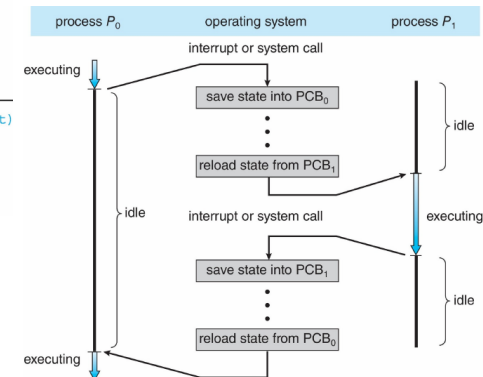 process P0 operating system process P1
interrupt or system call
executing
save state into PCB0
t)
idle
reload state from PCB1
idle
interrupt or system call
executing
save state into PCB1
idle
reload state from PCB0
executing